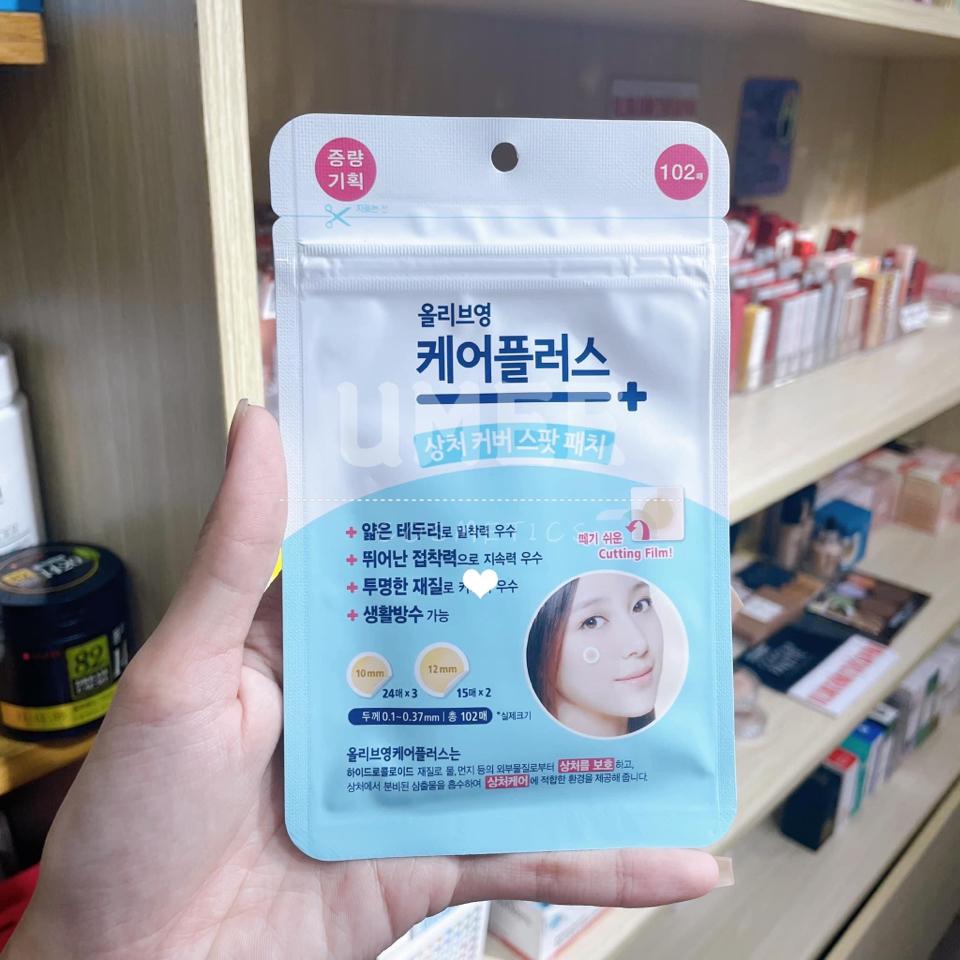 증량
기획
102매
올리브영
케어플러스
상처 커버 스팟 패치
UMEE
얇은 테두리로 밀착력 우수
뛰어난 접착력으로 지속력 우수
투명한 재질로 우수
생활방수 가능
떼기 쉬운
Cutting Film!
10mm
24매 x 3
12mm
15매 x 2
두께 0.1~0.37mm | 총 102매
*실제크기
올리브영케어플러스는
하이드로콜로이드 재질로 물, 먼지 등의 외부물질로부터 상처를 보호하고,
상처에서 분비된 삼출물을 흡수하여 상처케어에 적합한 환경을 제공해 줍니다.
82